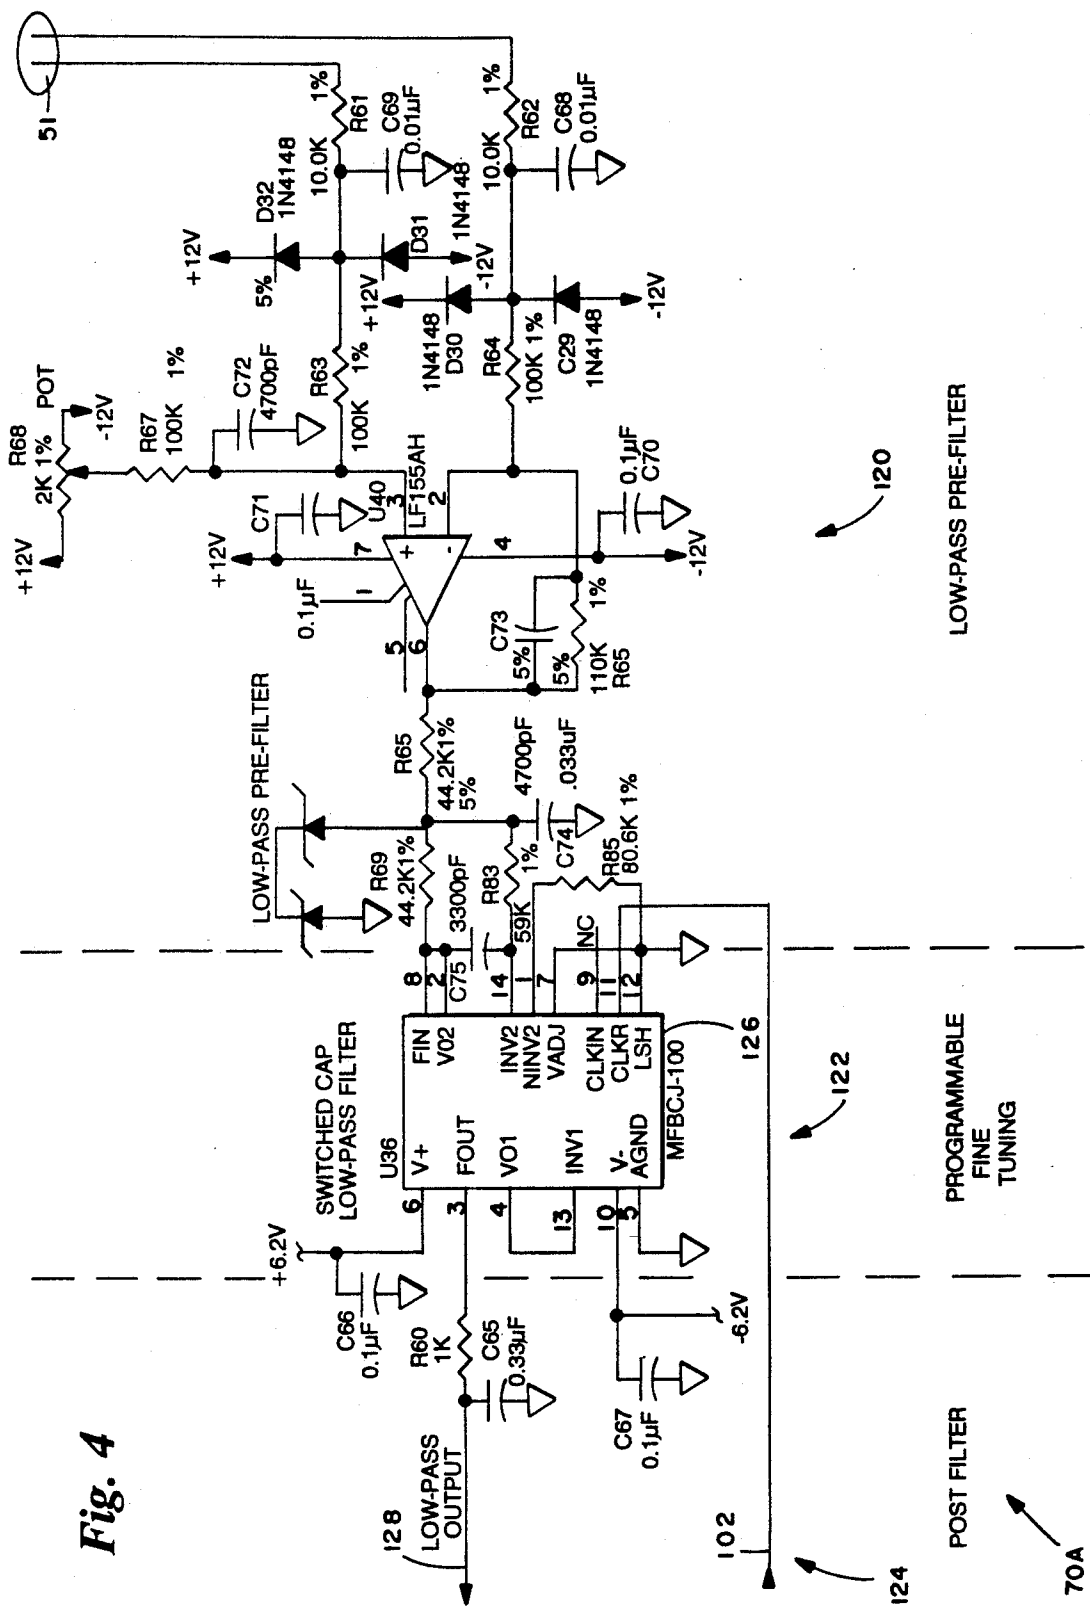 Fig. 4
51
+12V
R68
2K 1%
POT
-12V
R67
100K
1%
C72
4700pF
+12V
D32
1N4148
5%
10.0K
1%
R61
C69
0.01µF
D31
1N4148
-12V
R63
1%
100K
+12V
1N4148
D30
R64
100K 1%
C29
1N4148
-12V
10.0K
1%
R62
C68
0.01µF
+12V
C71
0.1µF
7
1
U40
3
LF155AH
2
+
-
4
5
6
0.1µF
C70
-12V
C73
5%
5%
1%
110K
R65
LOW-PASS PRE-FILTER
R65
44.2K1%
5%
R69
44.2K1%
4700pF
.033uF
C74
R83
1%
59K
3300pF
C75
R85
80.6K 1%
NC
8
2
14
1
7
9
11
12
SWITCHED CAP
LOW-PASS FILTER
U36
V+
FOUT
VO1
INV1
V-
AGND
FIN
V02
INV2
NINV2
VADJ
CLKIN
CLKR
LSH
MFBCJ-100
126
6
3
4
13
10
5
+6.2V
C66
0.1µF
R60
1K
C65
0.33µF
-6.2V
C67
0.1µF
128
LOW-PASS
OUTPUT
102
124
122
120
POST FILTER
PROGRAMMABLE
FINE
TUNING
LOW-PASS PRE-FILTER
70A